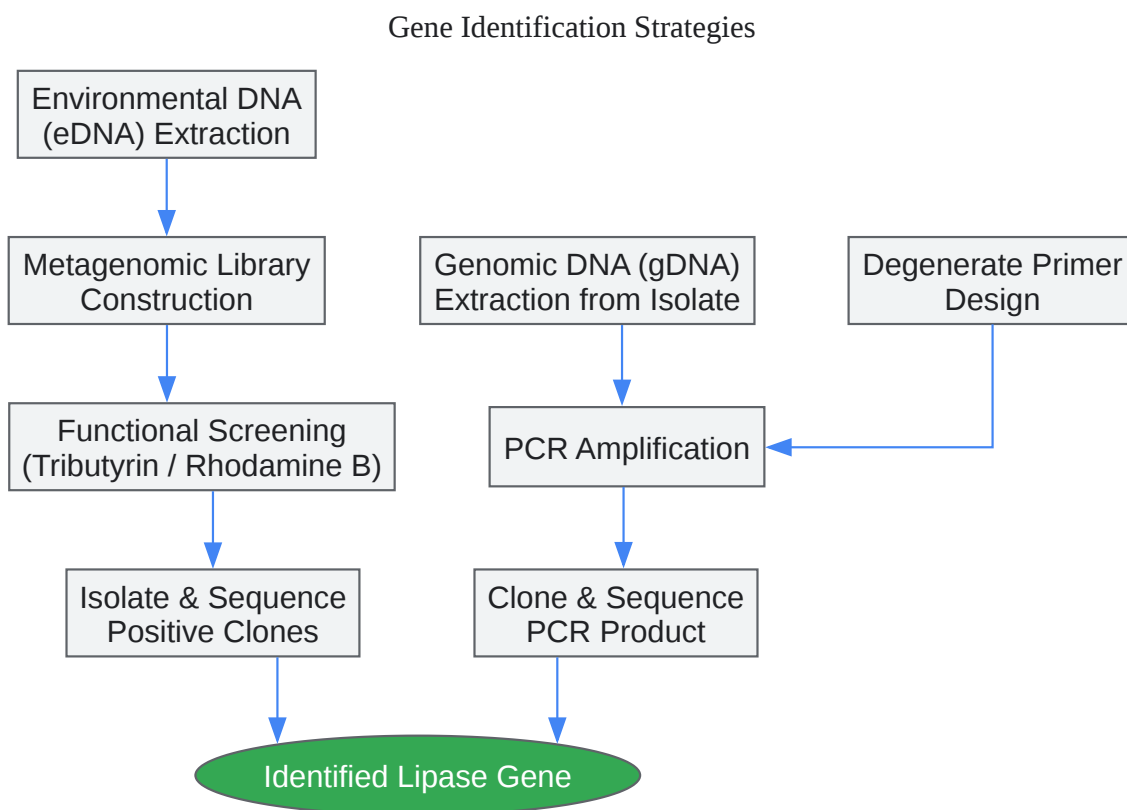 Gene Identification Strategies
Environmental DNA
(eDNA) Extraction
Metagenomic Library
Construction
Genomic DNA (gDNA)
Extraction from Isolate
Degenerate Primer
Design
Functional Screening
(Tributyrin / Rhodamine B)
PCR Amplification
Isolate & Sequence
Positive Clones
Clone & Sequence
PCR Product
Identified Lipase Gene